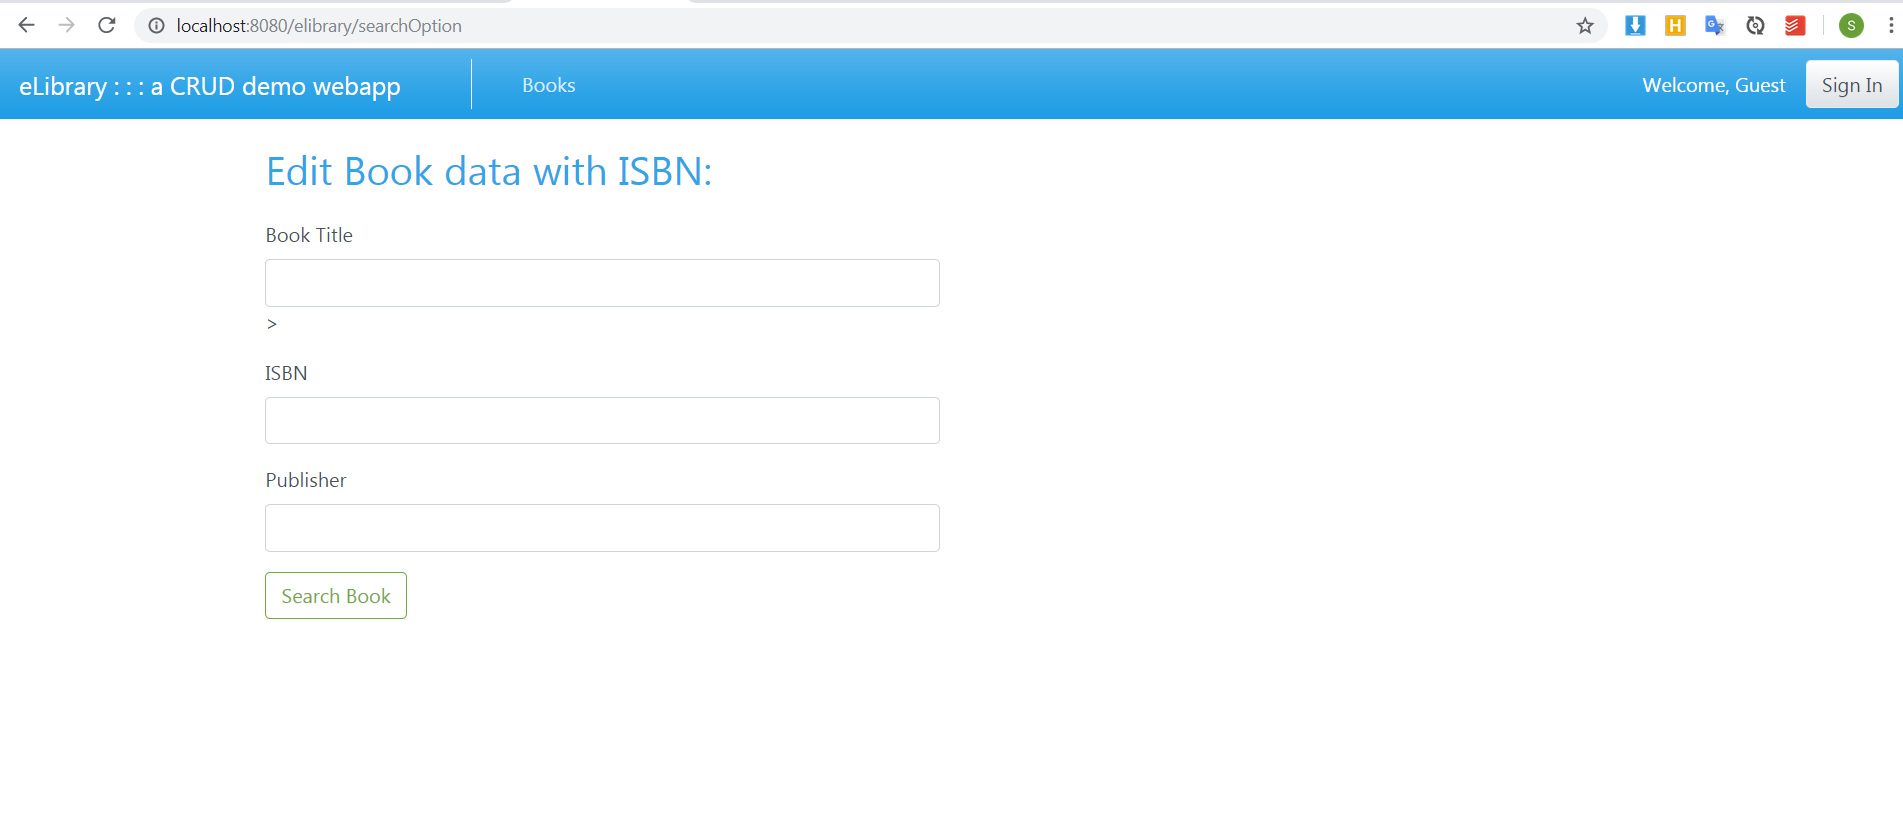 localhost:8080/elibrary/searchOption
S
eLibrary : : : a CRUD demo webapp
Books
Welcome, Guest
Sign In
Edit Book data with ISBN:
Book Title
>
ISBN
Publisher
Search Book